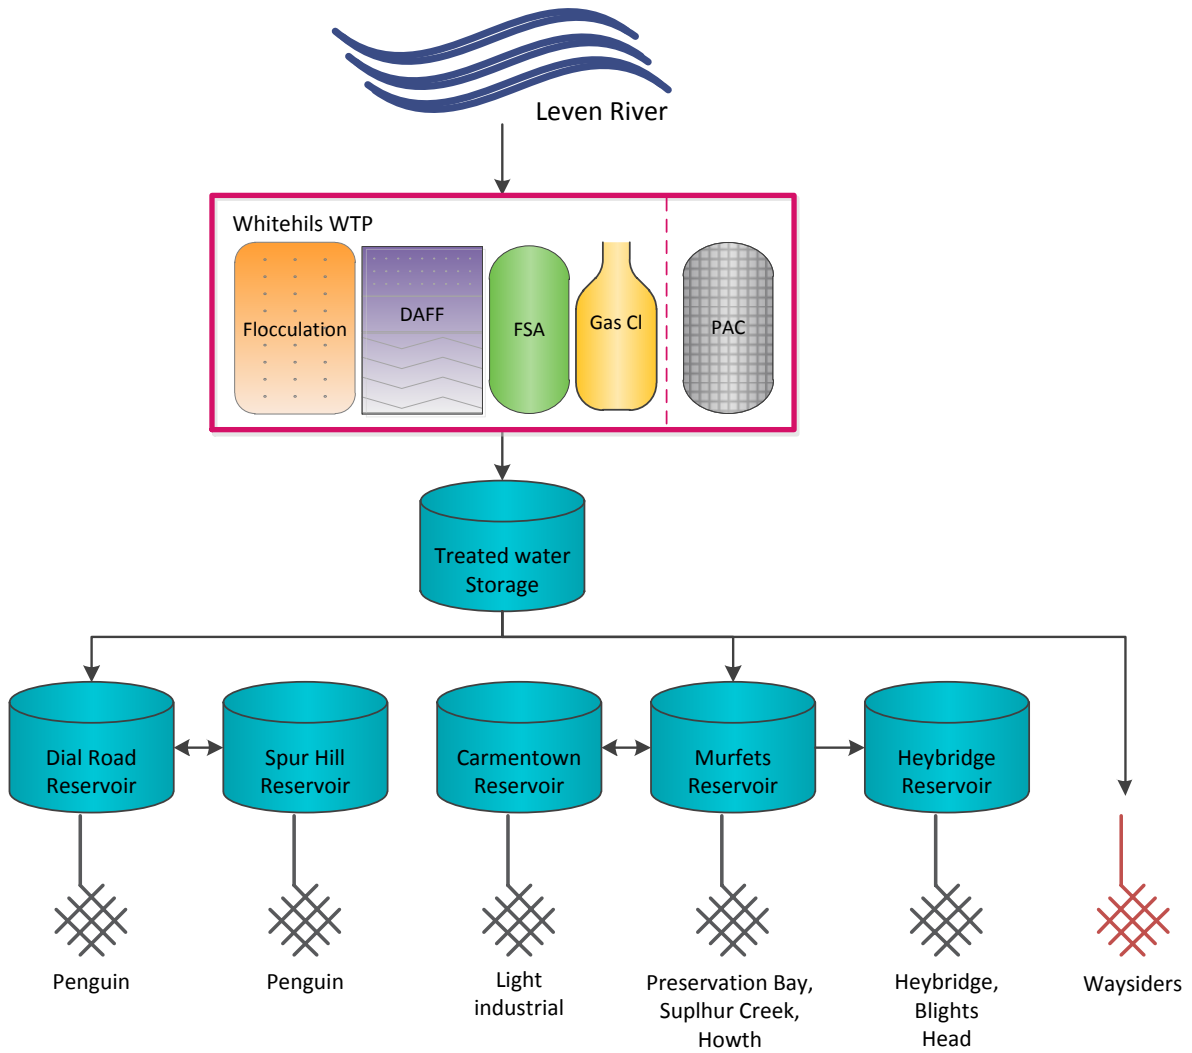 Leven River
Whitehils WTP
Flocculation
DAFF
FSA
Gas Cl
PAC
Treated water
Storage
Dial Road
Reservoir
Spur Hill
Reservoir
Carmentown
Reservoir
Murfets
Reservoir
Heybridge
Reservoir
Penguin
Penguin
Light
industrial
Preservation Bay,
Suplhur Creek,
Howth
Heybridge,
Blights
Head
Waysiders